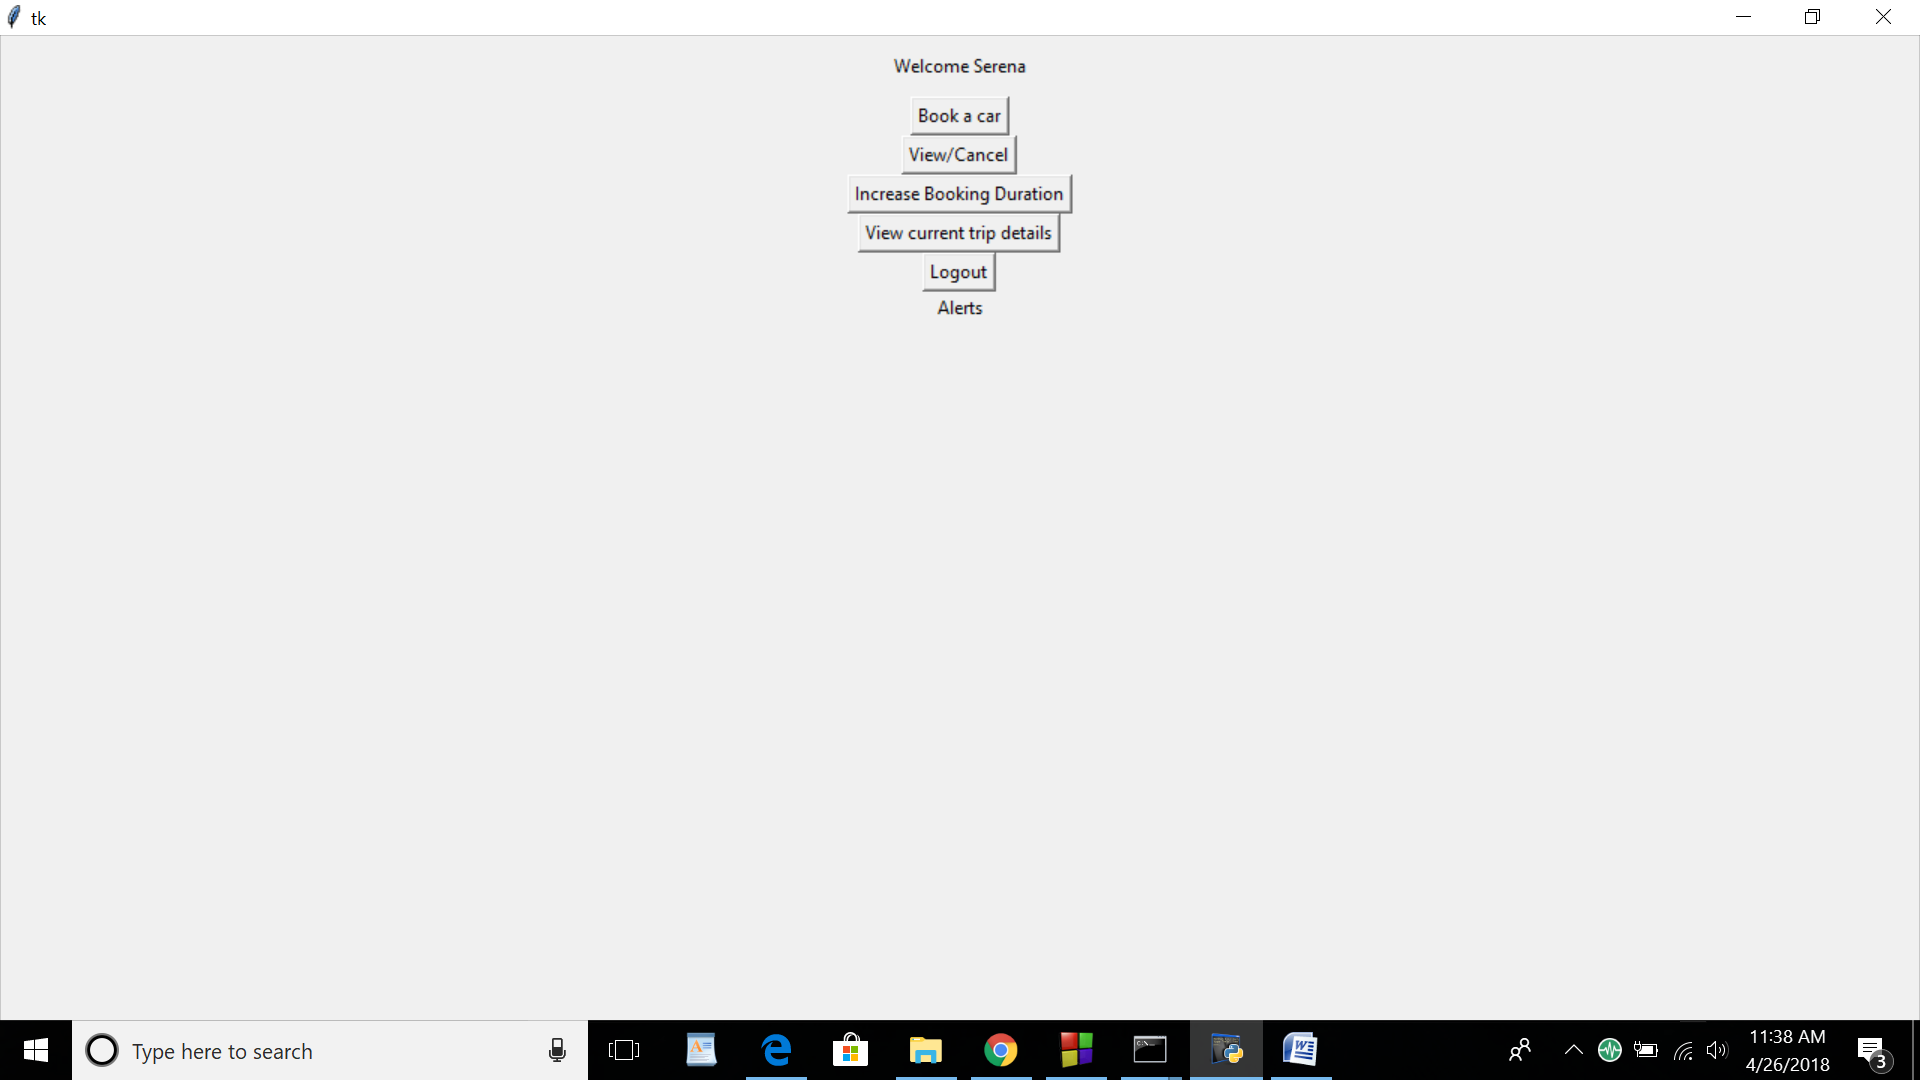 tk
Welcome Serena
Book a car
View/Cancel
Increase Booking Duration
View current trip details
Logout
Alerts
Type here to search
11:38 AM
4/26/2018
3